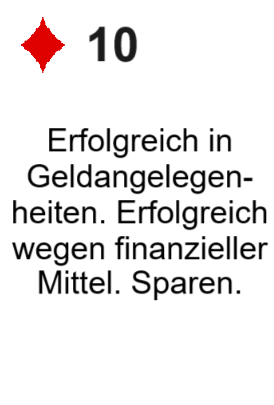 10
Erfolgreich in
Geldangelegen-
heiten. Erfolgreich
wegen finanzieller
Mittel. Sparen.